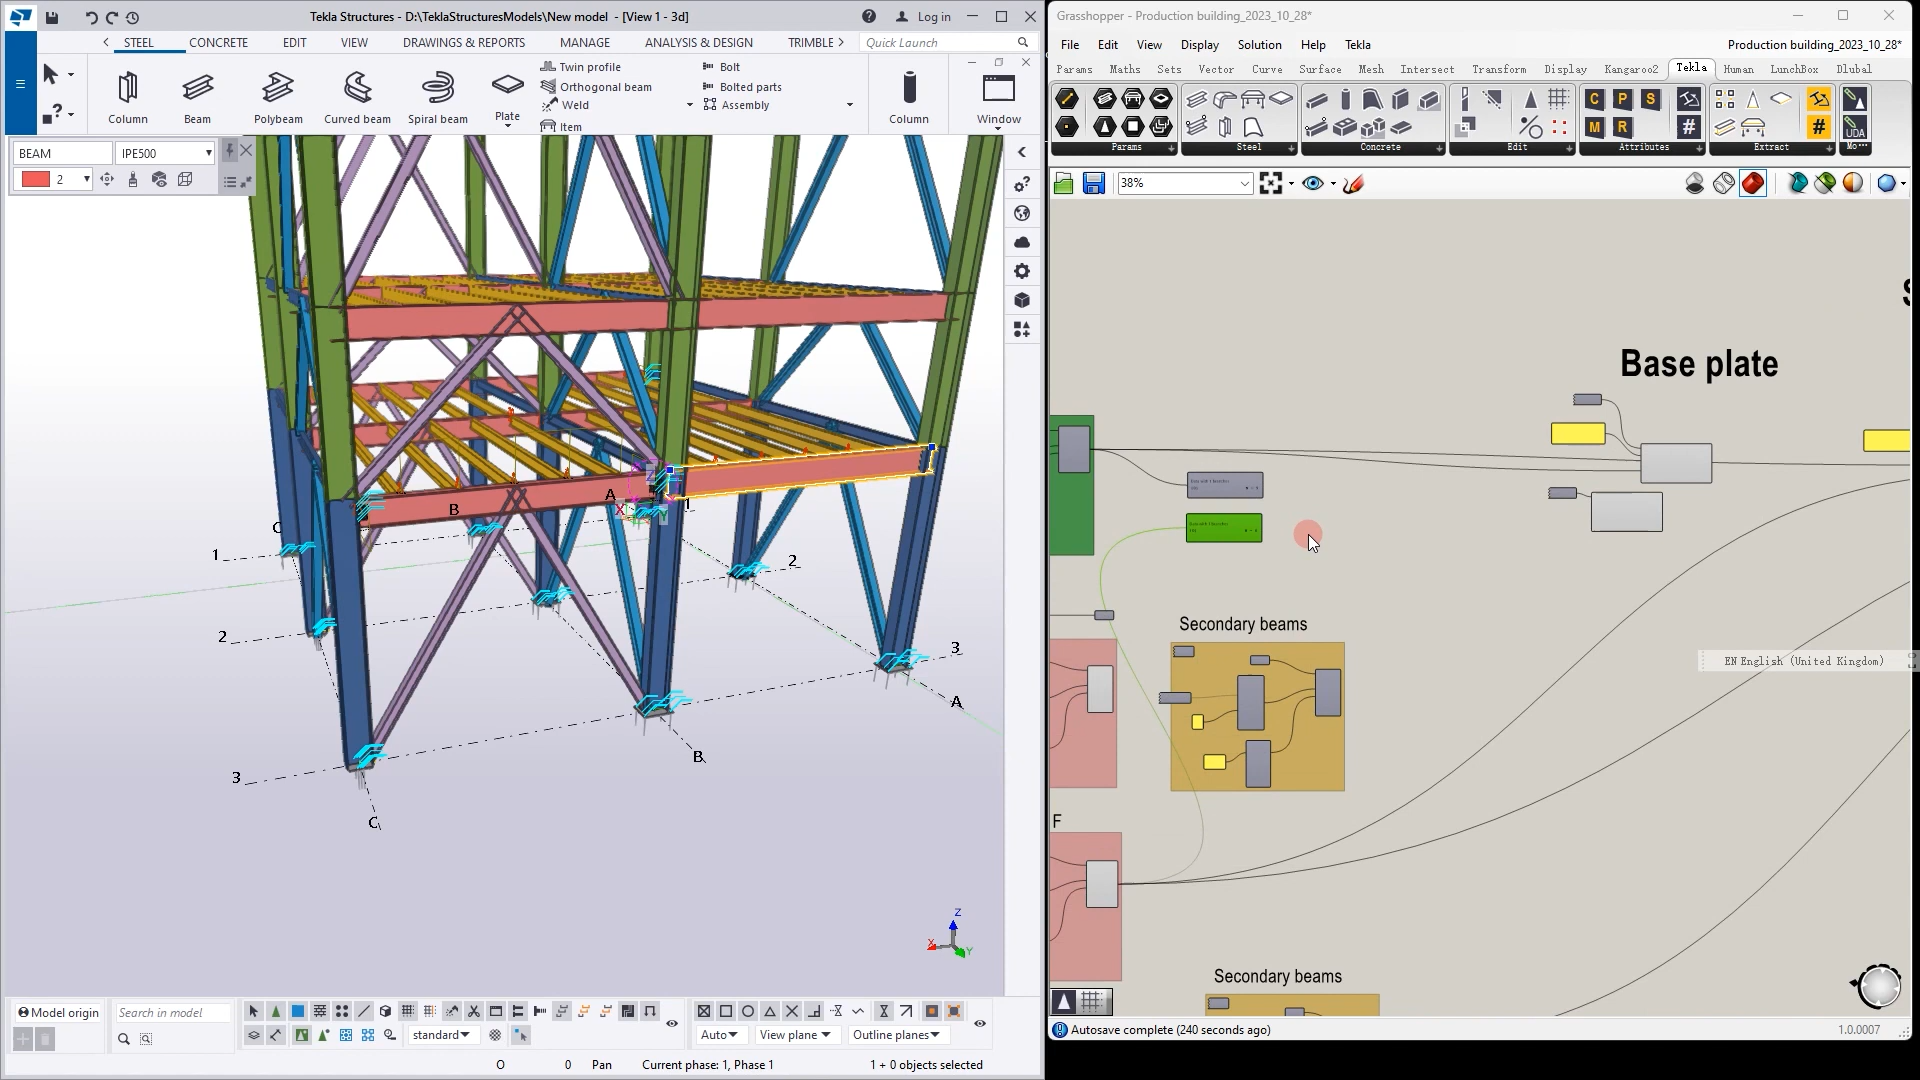 Tekla Structures - D:\TeklaStructuresModels\New model - [View 1 - 3d]
Log in
STEEL CONCRETE EDIT VIEW DRAWINGS & REPORTS MANAGE ANALYSIS & DESIGN TRIMBLE
Quick Launch
Column
Beam
Polybeam
Curved beam
Spiral beam
Plate
Twin profile
Orthogonal beam
Weld
Item
Bolt
Bolted parts
Assembly
Column
Window
BEAM
IPE500
2
C
B
A
1
1
X
Y
2
2
3
3
A
B
C
Z
X
Y
Model origin
Search in model
standard
Auto
View plane
Outline planes
O
0
Pan
Current phase: 1, Phase 1
1 + 0 objects selected
Grasshopper - Production building_2023_10_28*
File Edit View Display Solution Help Tekla
Production building_2023_10_28*
Params Maths Sets Vector Curve Surface Mesh Intersect Transform Display Kangaroo2 Tekla Human LunchBox Dlubal
C P S
M R #
#
UDA
Params
Steel
Concrete
Edit
Attributes
Extract
Mo...
38%
S
Base plate
Secondary beams
EN English (United Kingdom)
F
Secondary beams
Autosave complete (240 seconds ago)
1.0.0007